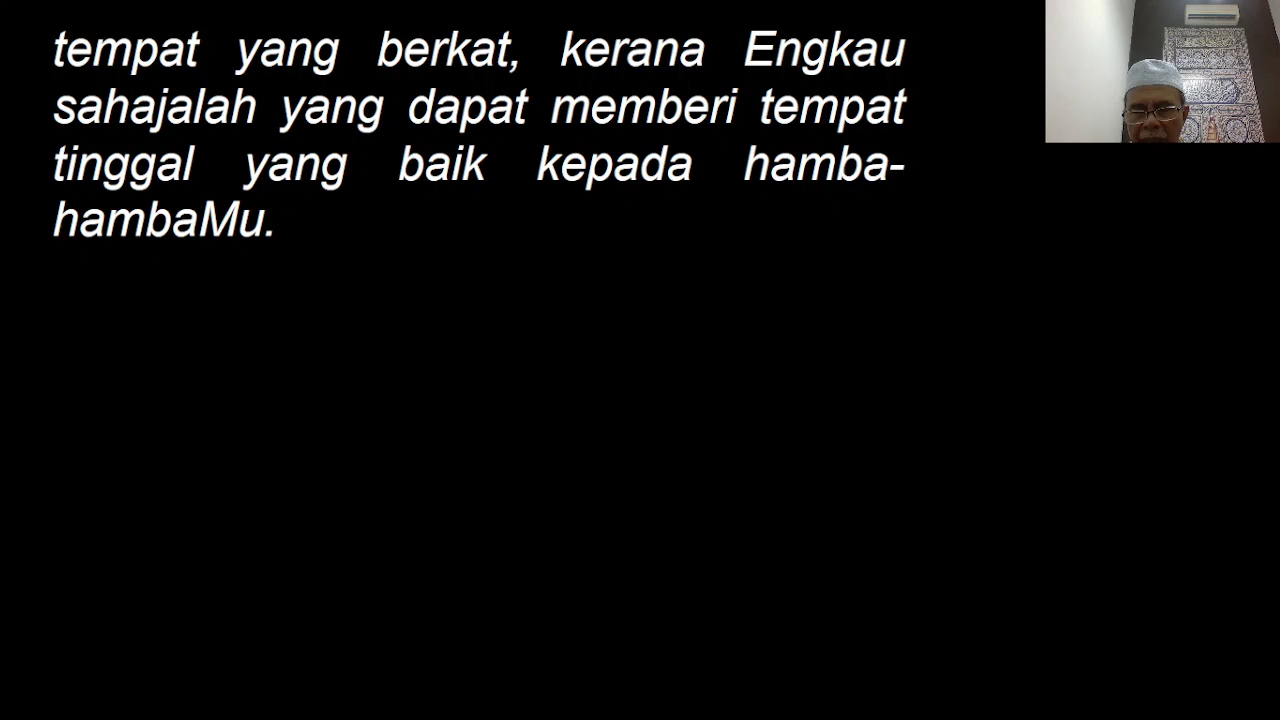 tempat yang berkat, kerana Engkau
sahajalah yang dapat memberi tempat
tinggal yang baik kepada hamba-
hambaMu.